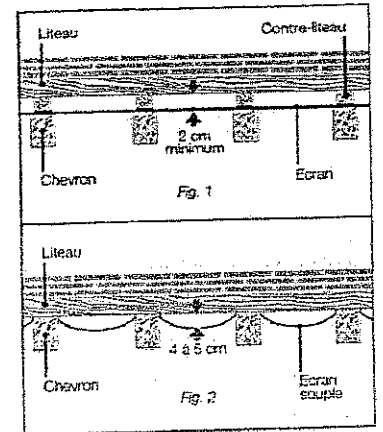 Liteau
Contre-liteau
2 cm
minimum
Chevron
Ecran
Fig. 1
Liteau
4 à 5 cm
Chevron
Ecran
souple
Fig. 2